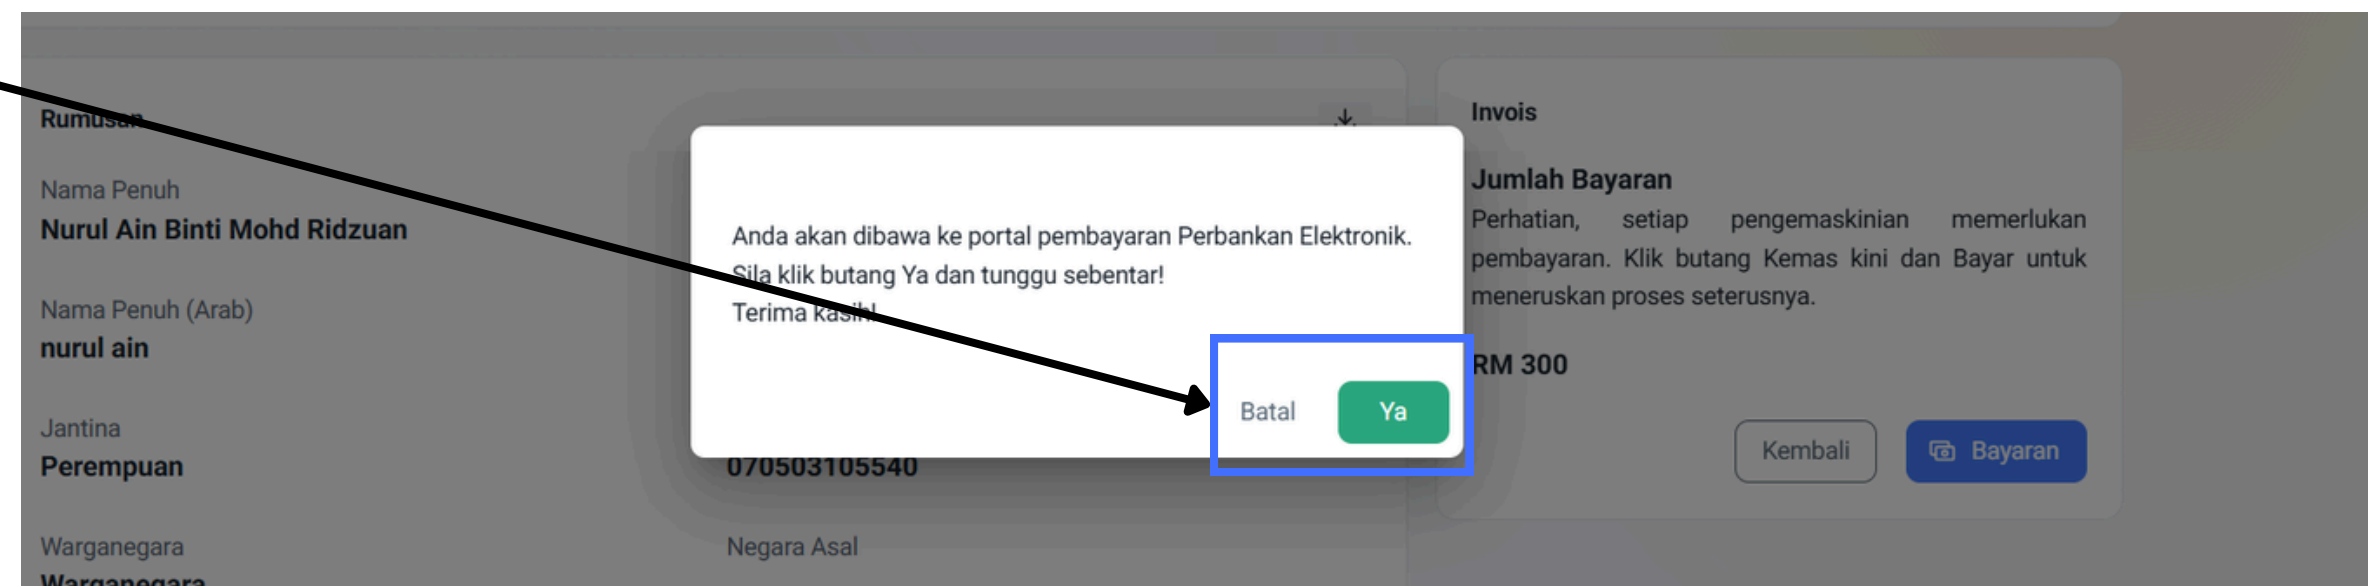 Rumusan
Nama Penuh
Nurul Ain Binti Mohd Ridzuan
Nama Penuh (Arab)
nurul ain
Jantina
Perempuan
070503105540
Warganegara
Warganegara
Negara Asal
Anda akan dibawa ke portal pembayaran Perbankan Elektronik.
Sila klik butang Ya dan tunggu sebentar!
Terima kasih!
Batal
Ya
Invois
Jumlah Bayaran
Perhatian, setiap pengemaskinian memerlukan
pembayaran. Klik butang Kemas kini dan Bayar untuk
meneruskan proses seterusnya.
RM 300
Kembali
Bayaran